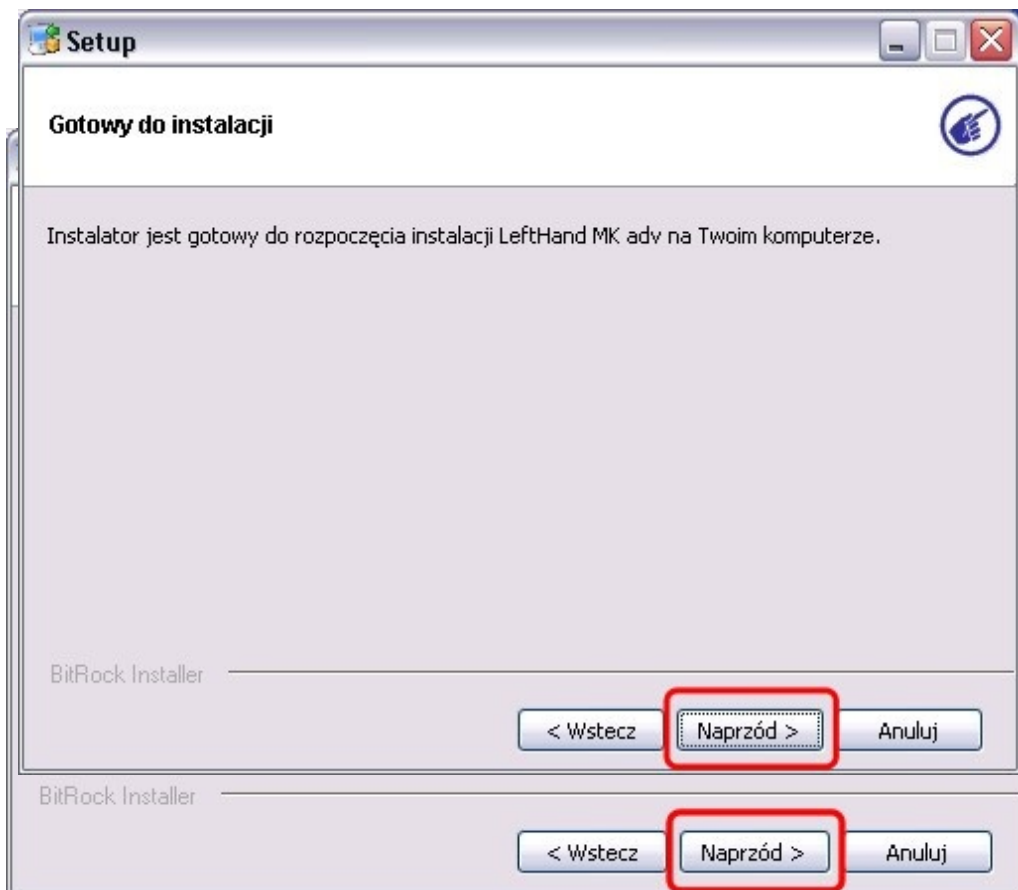 Setup
Gotowy do instalacji
Instalator jest gotowy do rozpoczęcia instalacji LeftHand MK adv na Twoim komputerze.
BitRock Installer
< Wstecz
Naprzód >
Anuluj
BitRock Installer
< Wstecz
Naprzód >
Anuluj